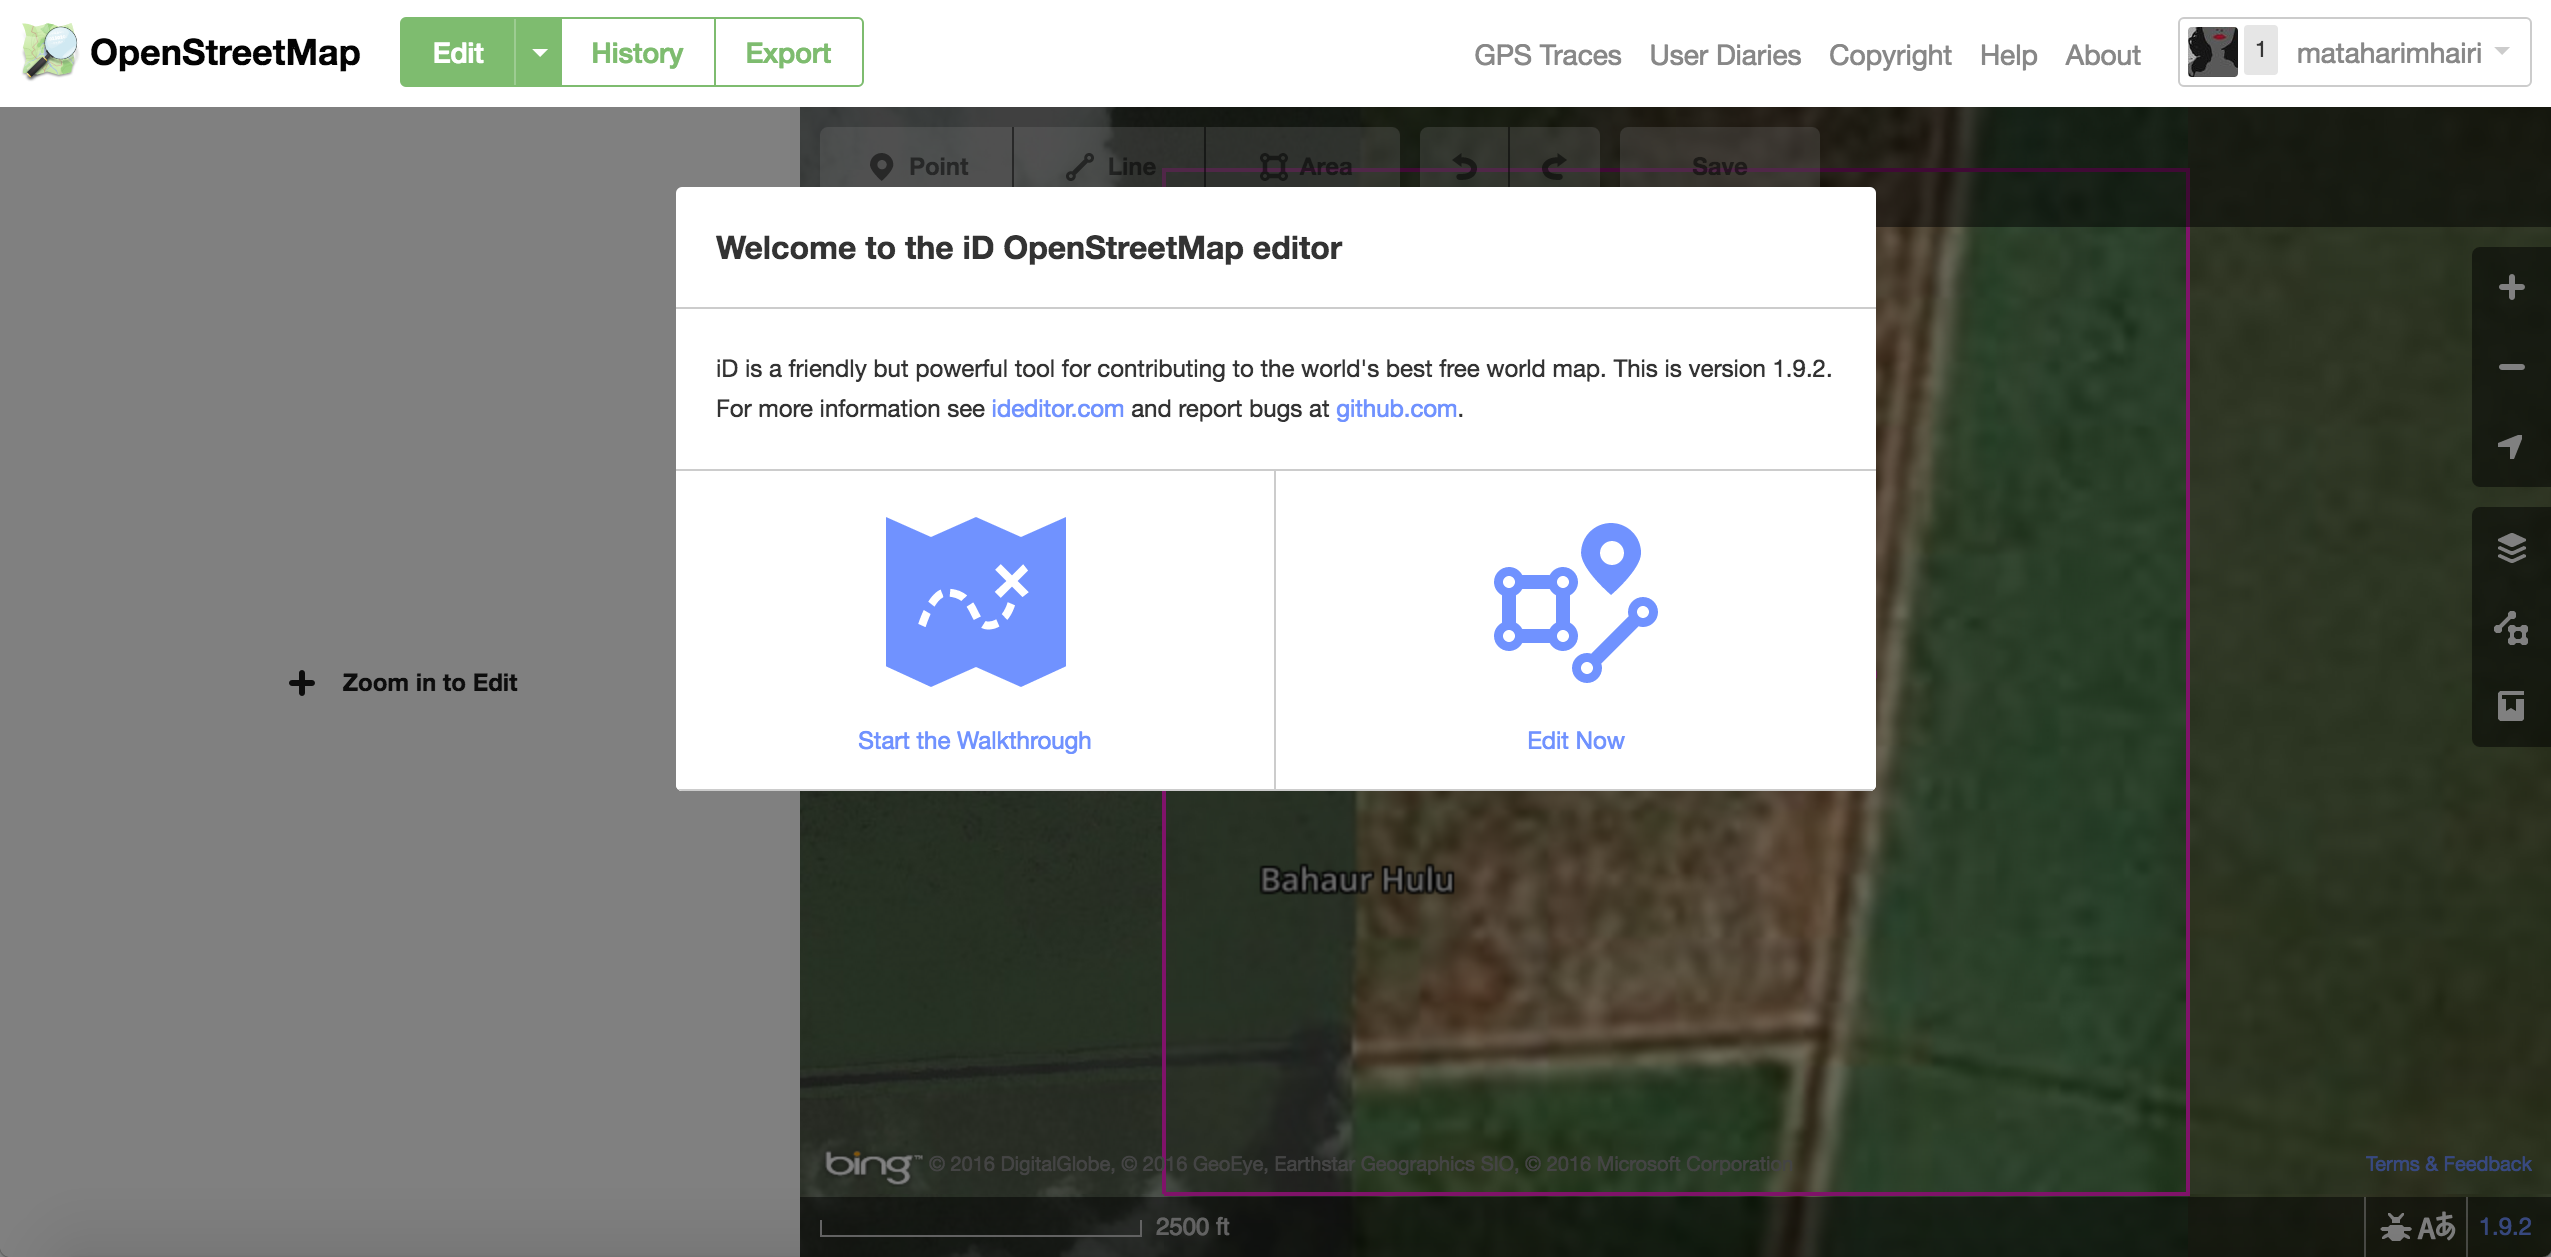 OpenStreetMap
Edit
History
Export
GPS Traces
User Diaries
Copyright
Help
About
1
mataharimhairi
Point
Line
Area
Save
Welcome to the iD OpenStreetMap editor
iD is a friendly but powerful tool for contributing to the world's best free world map. This is version 1.9.2.
For more information see ideditor.com and report bugs at github.com.
Zoom in to Edit
Start the Walkthrough
Edit Now
Bahaur Hulu
bing™ © 2016 DigitalGlobe, © 2016 GeoEye, Earthstar Geographics SIO, © 2016 Microsoft Corporation
Terms & Feedback
2500 ft
Aあ
1.9.2